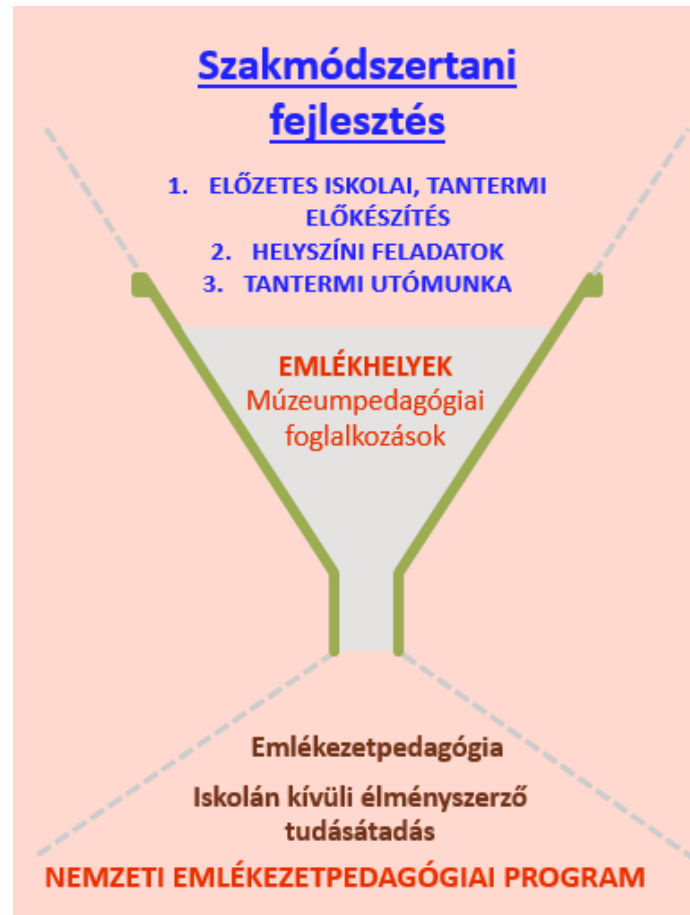 Szakmódszertani
fejlesztés
1. ELŐZETES ISKOLAI, TANTERMI
ELŐKÉSZÍTÉS
2. HELYSZÍNI FELADATOK
3. TANTERMI UTÓMUNKA
EMLÉKHELYEK
Múzeumpedagógiai
foglalkozások
Emlékezetpedagógia
Iskolán kívüli élményszerző
tudásátadás
NEMZETI EMLÉKEZETPEDAGÓGIAI PROGRAM